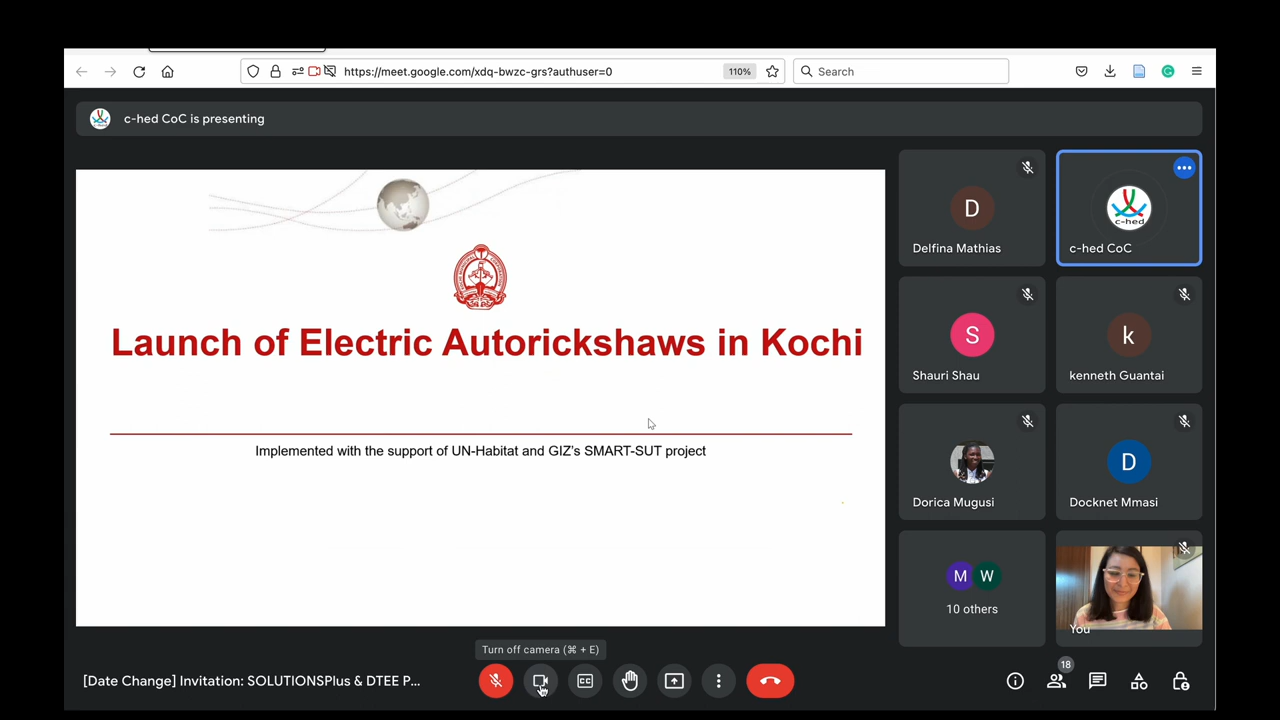 https://meet.google.com/xdq-bwzc-grs?authuser=0
110%
Search
c-hed CoC is presenting
Launch of Electric Autorickshaws in Kochi
Implemented with the support of UN-Habitat and GIZ's SMART-SUT project
D
Delfina Mathias
c-hed
c-hed CoC
S
Shauri Shau
k
kenneth Guantai
Dorica Mugusi
D
Docknet Mmasi
M W
10 others
You
Turn off camera (⌘ + E)
[Date Change] Invitation: SOLUTIONSPlus & DTEE P...
CC
18